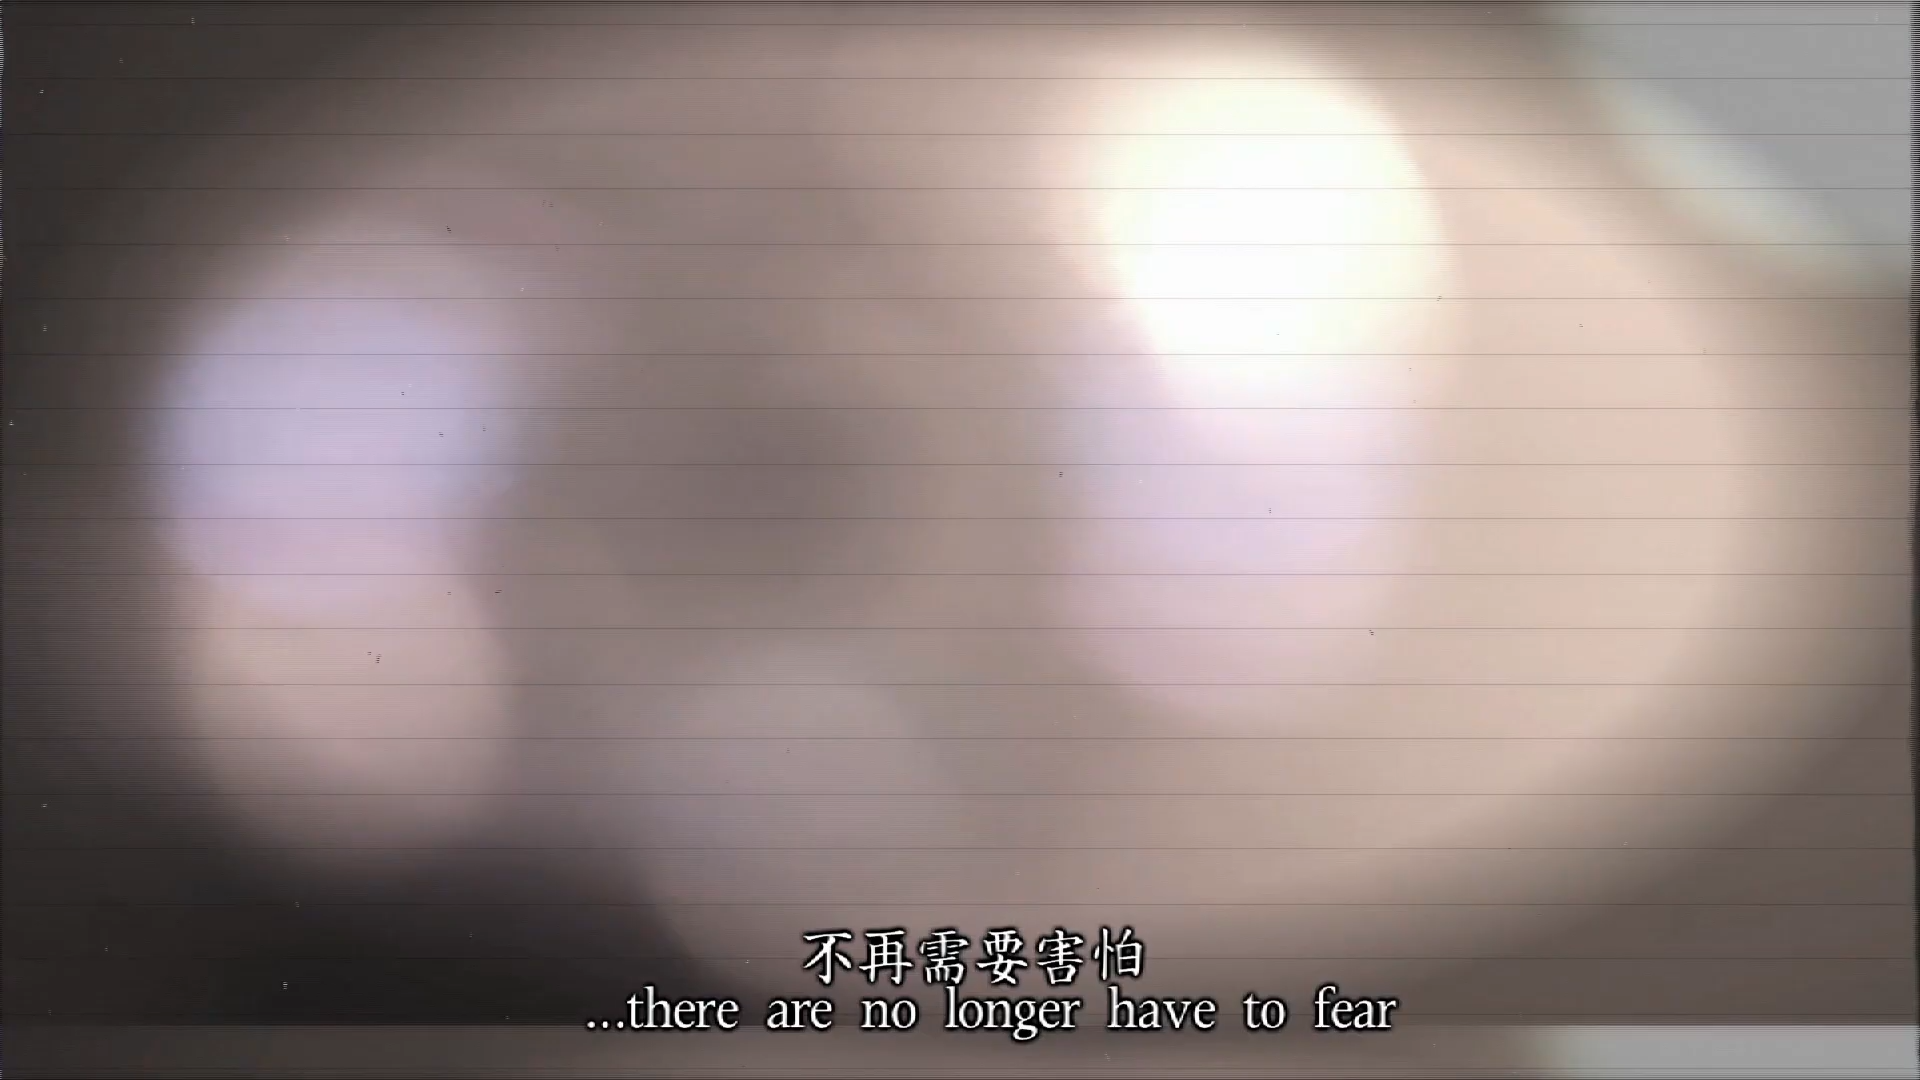 不再需要害怕
...there are no longer have to fear